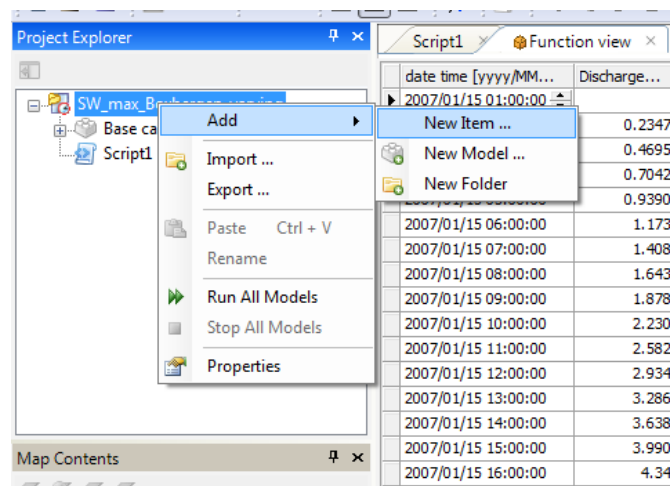 Project Explorer
Script1
Function view
date time [yyyy/MM...
Discharge...
SW_max_
2007/01/15 01:00:00
Base ca
Add
New Item ...
0.2347
Script1
Import ...
New Model ...
0.4695
Export ...
New Folder
0.7042
0.9390
Paste Ctrl + V
2007/01/15 06:00:00 1.173
Rename
2007/01/15 07:00:00 1.408
2007/01/15 08:00:00 1.643
Run All Models
2007/01/15 09:00:00 1.878
Stop All Models
2007/01/15 10:00:00 2.230
2007/01/15 11:00:00 2.582
Properties
2007/01/15 12:00:00 2.934
2007/01/15 13:00:00 3.286
2007/01/15 14:00:00 3.638
Map Contents
2007/01/15 15:00:00 3.990
2007/01/15 16:00:00 4.34